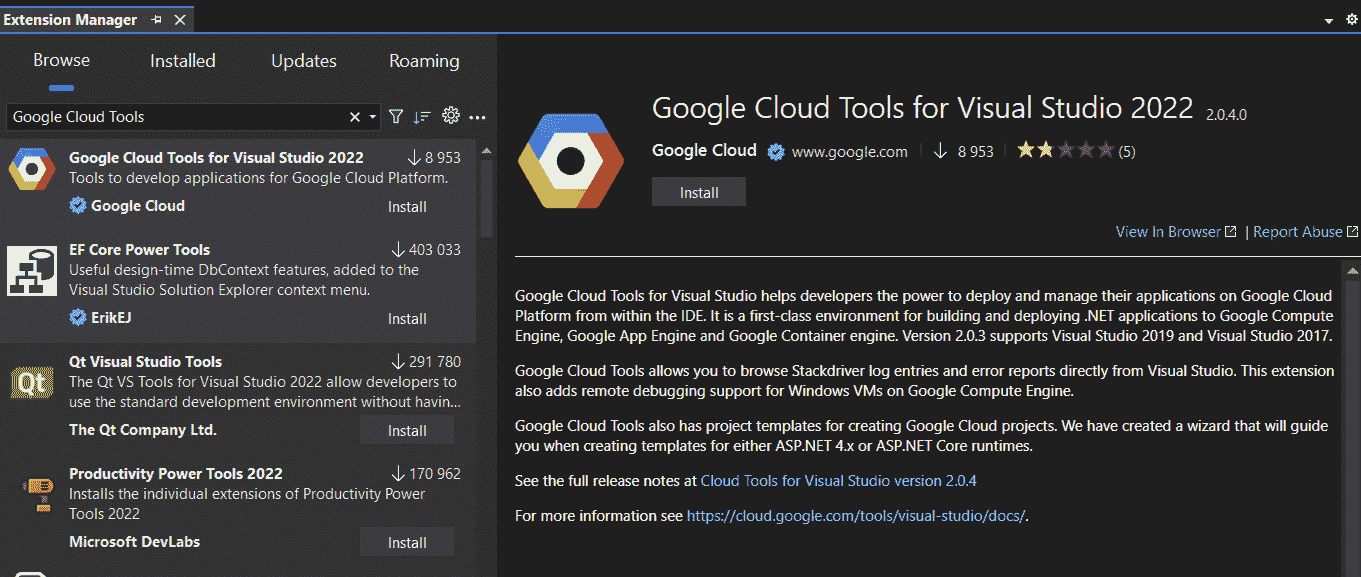 Extension Manager
Browse Installed Updates Roaming
Google Cloud Tools
Google Cloud Tools for Visual Studio 2022 8 953
Tools to develop applications for Google Cloud Platform.
Google Cloud Install
EF Core Power Tools 403 033
Useful design-time DbContext features, added to the
Visual Studio Solution Explorer context menu.
ErikEJ Install
Qt
Qt Visual Studio Tools 291 780
The Qt VS Tools for Visual Studio 2022 allow developers to
use the standard development environment without havin...
The Qt Company Ltd. Install
Productivity Power Tools 2022 170 962
Installs the individual extensions of Productivity Power
Tools 2022
Microsoft DevLabs Install
Google Cloud Tools for Visual Studio 2022 2.0.4.0
Google Cloud www.google.com 8 953 (5)
Install
View In Browser | Report Abuse
Google Cloud Tools for Visual Studio helps developers the power to deploy and manage their applications on Google Cloud
Platform from within the IDE. It is a first-class environment for building and deploying .NET applications to Google Compute
Engine, Google App Engine and Google Container engine. Version 2.0.3 supports Visual Studio 2019 and Visual Studio 2017.
Google Cloud Tools allows you to browse Stackdriver log entries and error reports directly from Visual Studio. This extension
also adds remote debugging support for Windows VMs on Google Compute Engine.
Google Cloud Tools also has project templates for creating Google Cloud projects. We have created a wizard that will guide
you when creating templates for either ASP.NET 4.x or ASP.NET Core runtimes.
See the full release notes at Cloud Tools for Visual Studio version 2.0.4
For more information see https://cloud.google.com/tools/visual-studio/docs/.